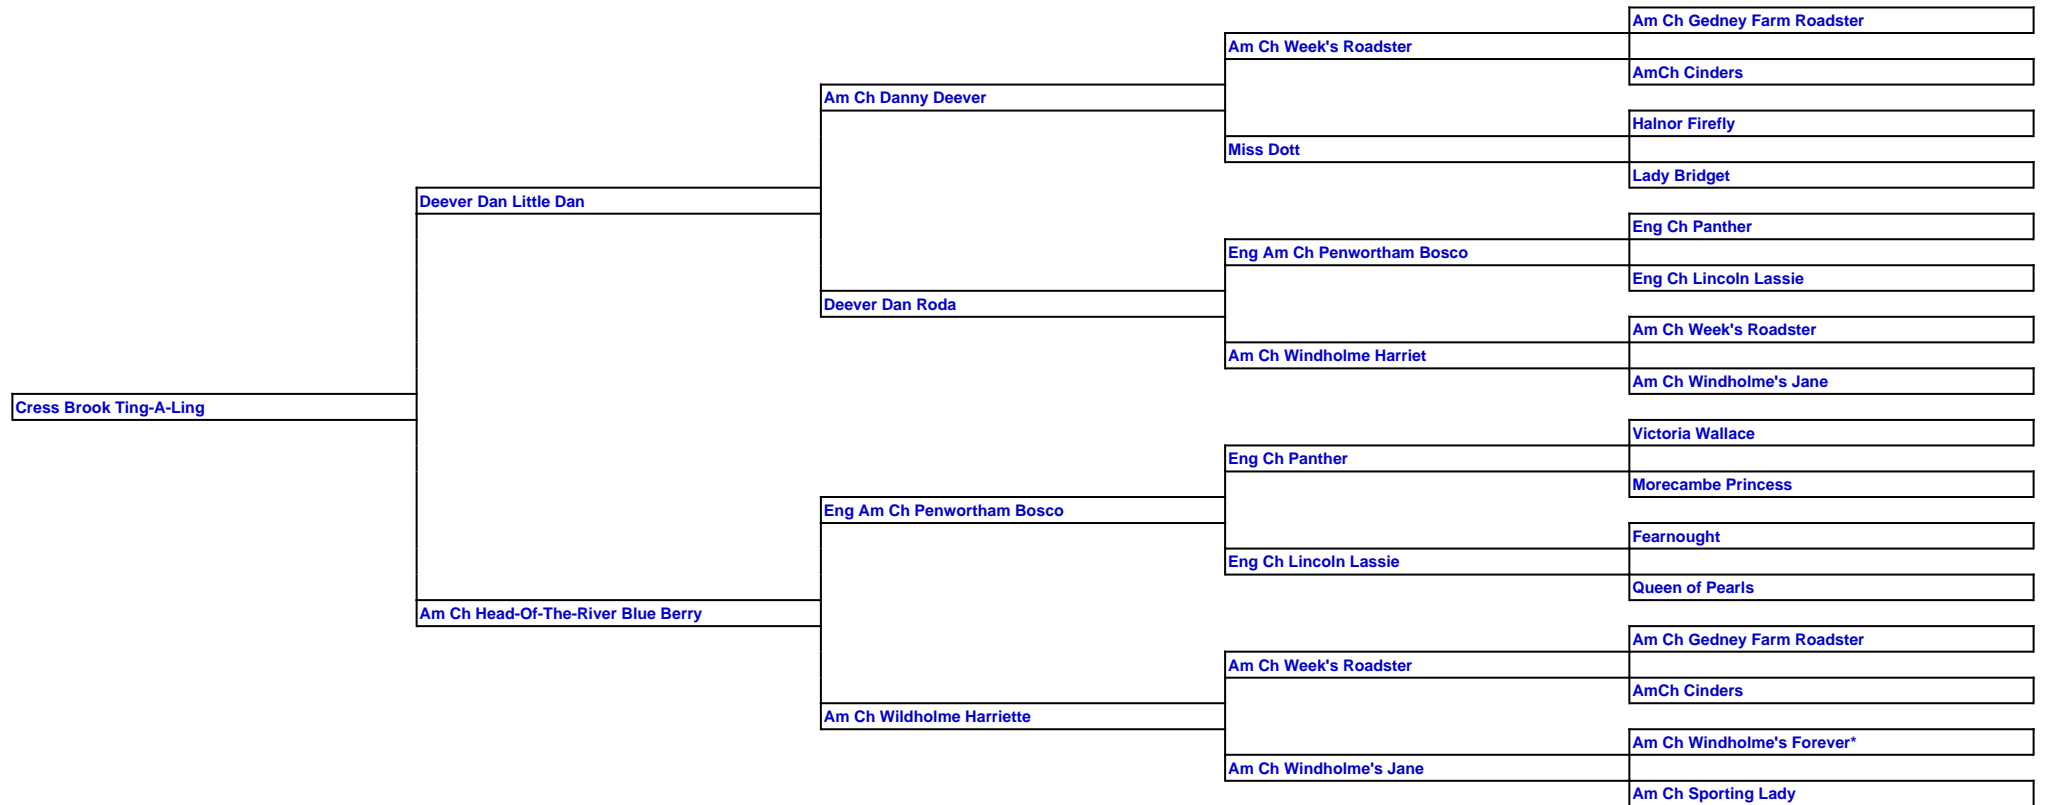 Am Ch Gedney Farm Roadster
Am Ch Week's Roadster
AmCh Cinders
Am Ch Danny Deever
Halnor Firefly
Miss Dott
Lady Bridget
Deever Dan Little Dan
Eng Ch Panther
Eng Am Ch Penwortham Bosco
Eng Ch Lincoln Lassie
Deever Dan Roda
Am Ch Week's Roadster
Am Ch Windholme Harriet
Am Ch Windholme's Jane
Cress Brook Ting-A-Ling
Victoria Wallace
Eng Ch Panther
Morecambe Princess
Eng Am Ch Penwortham Bosco
Fearnought
Eng Ch Lincoln Lassie
Queen of Pearls
Am Ch Head-Of-The-River Blue Berry
Am Ch Gedney Farm Roadster
Am Ch Week's Roadster
AmCh Cinders
Am Ch Wildholme Harriette
Am Ch Windholme's Forever*
Am Ch Windholme's Jane
Am Ch Sporting Lady